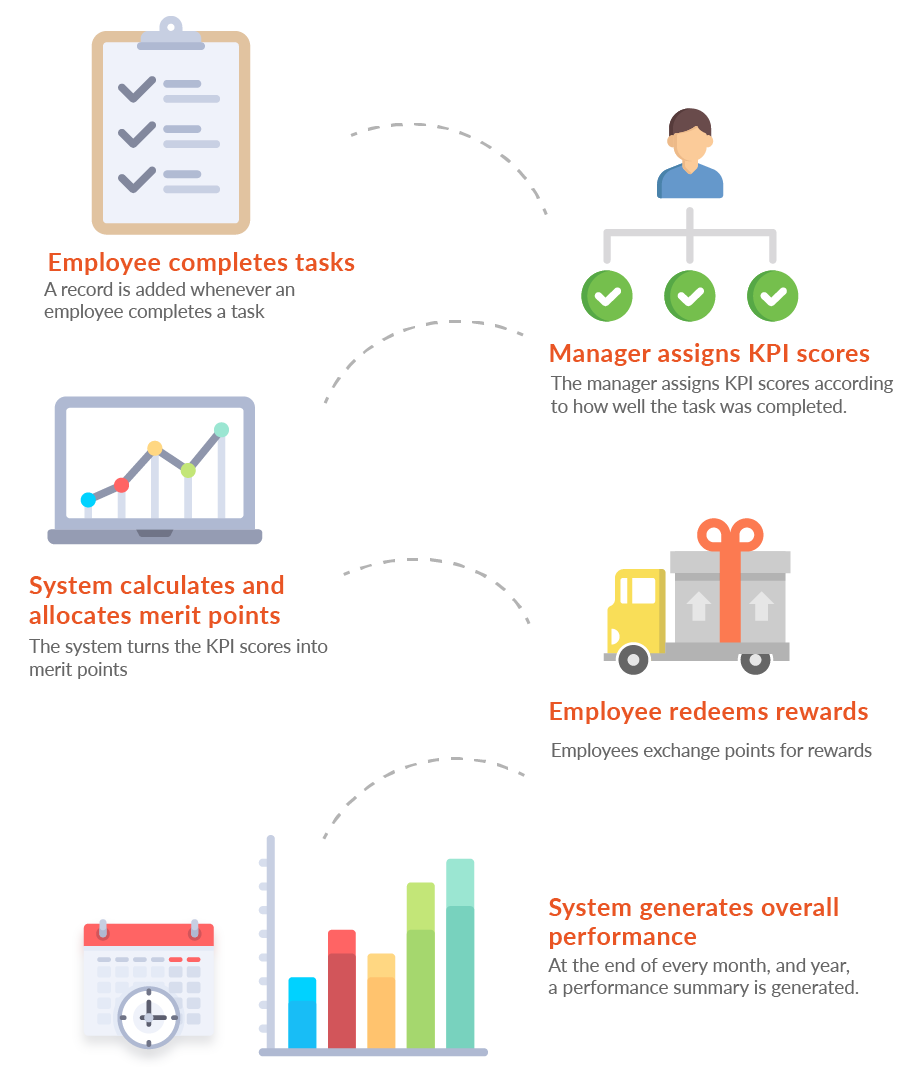 Employee completes tasks
A record is added whenever an
employee completes a task
Manager assigns KPI scores
The manager assigns KPI scores according
to how well the task was completed.
System calculates and
allocates merit points
The system turns the KPI scores into
merit points
Employee redeems rewards
Employees exchange points for rewards
System generates overall
performance
At the end of every month, and year,
a performance summary is generated.